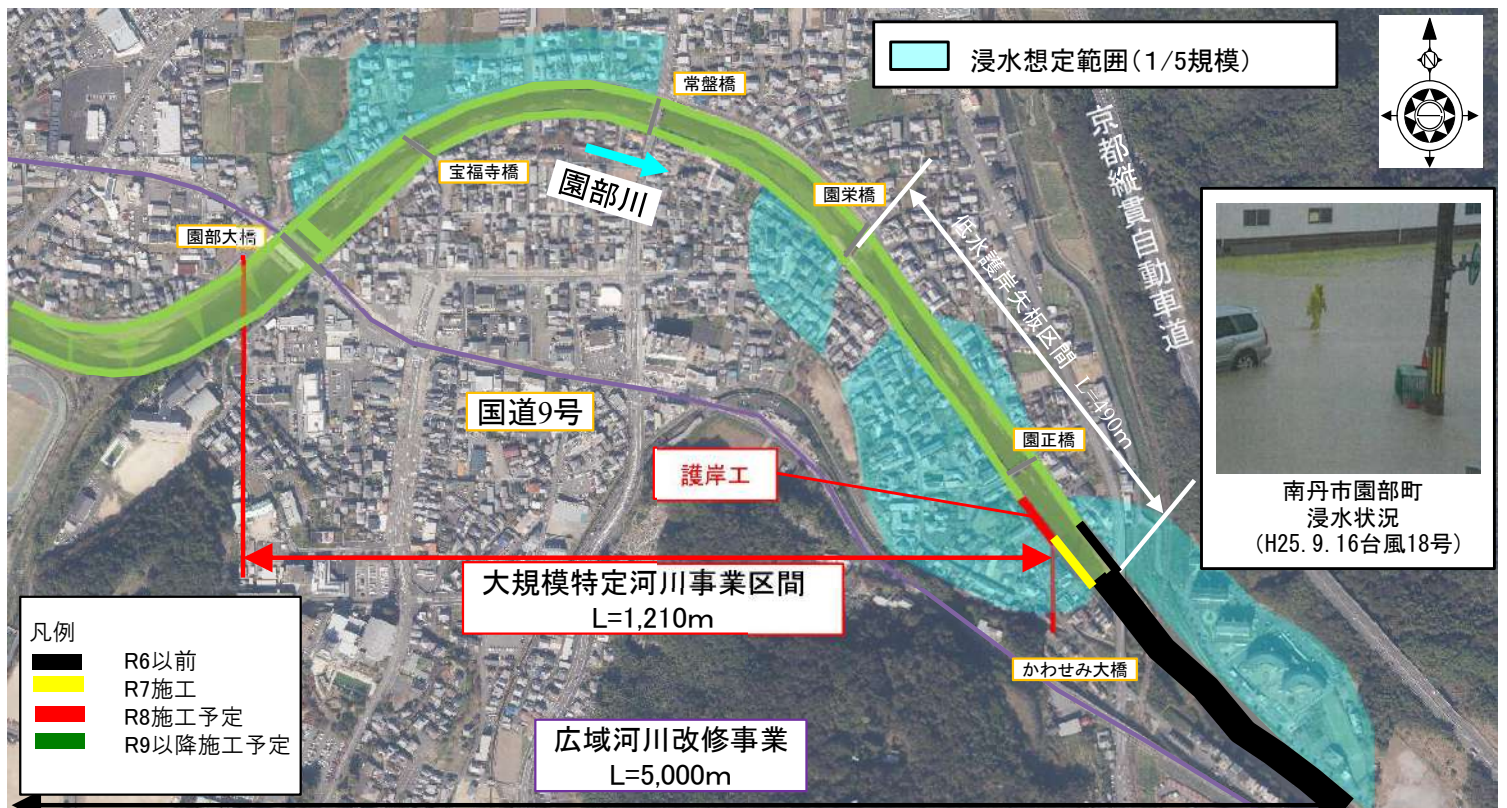 浸水想定範囲(1/5規模)
N
常盤橋
宝福寺橋
園部川
園栄橋
京都縦貫自動車道
園部大橋
低水護岸矢板区間 L=490m
国道9号
園正橋
護岸工
南丹市園部町
浸水状況
(H25.9.16台風18号)
大規模特定河川事業区間
L=1,210m
凡例
R6以前
R7施工
R8施工予定
R9以降施工予定
かわせみ大橋
広域河川改修事業
L=5,000m